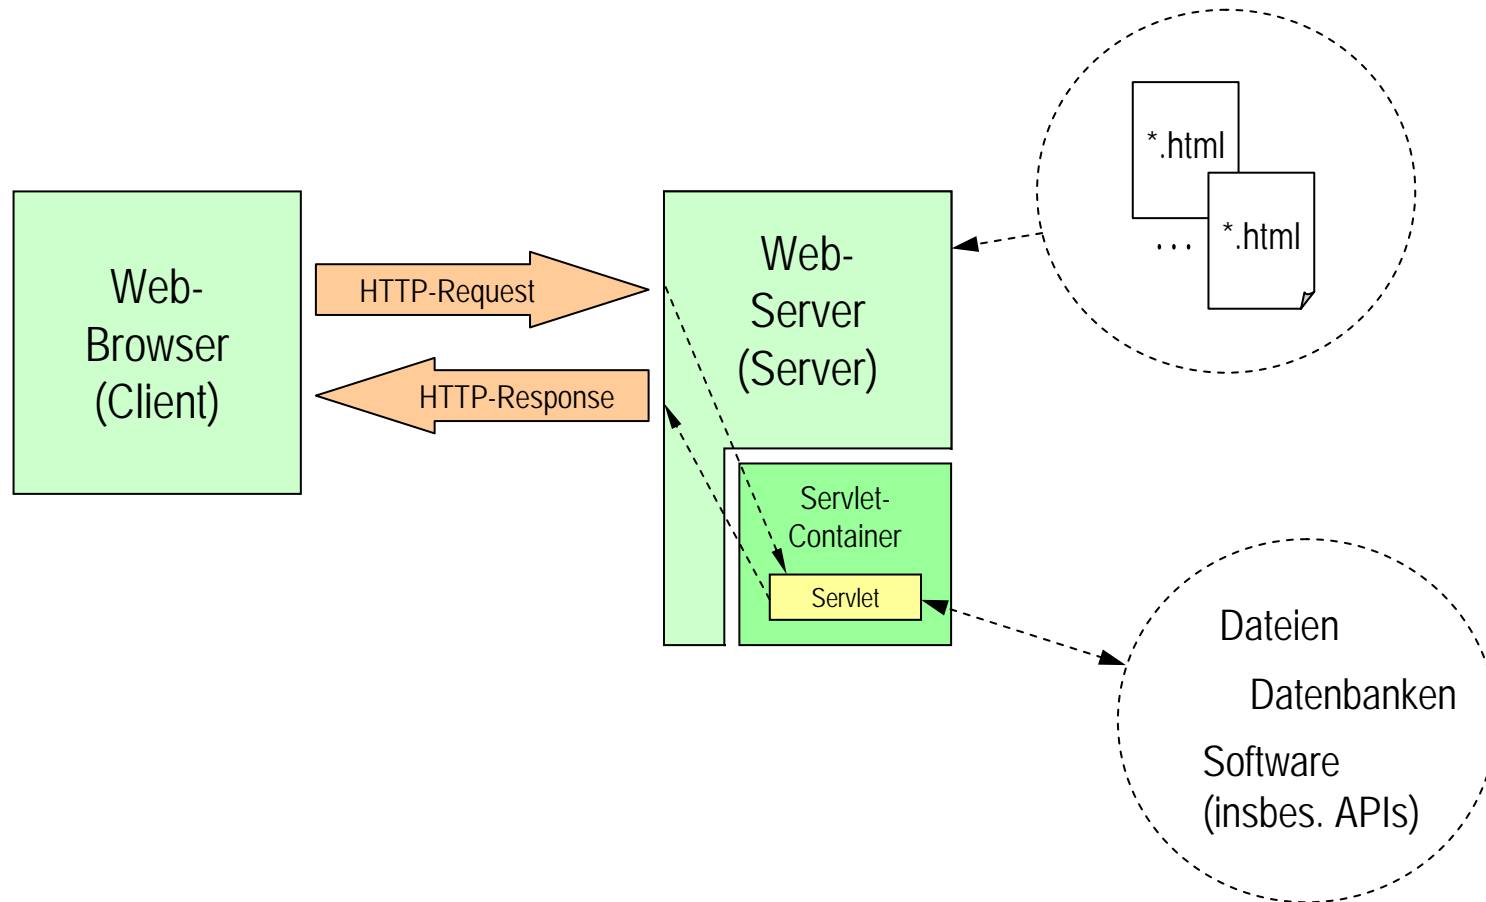 Web-
Browser
(Client)
HTTP-Request
HTTP-Response
Web-
Server
(Server)
Servlet-
Container
Servlet
*.html
*.html
...
Dateien
Datenbanken
Software
(insbes. APIs)